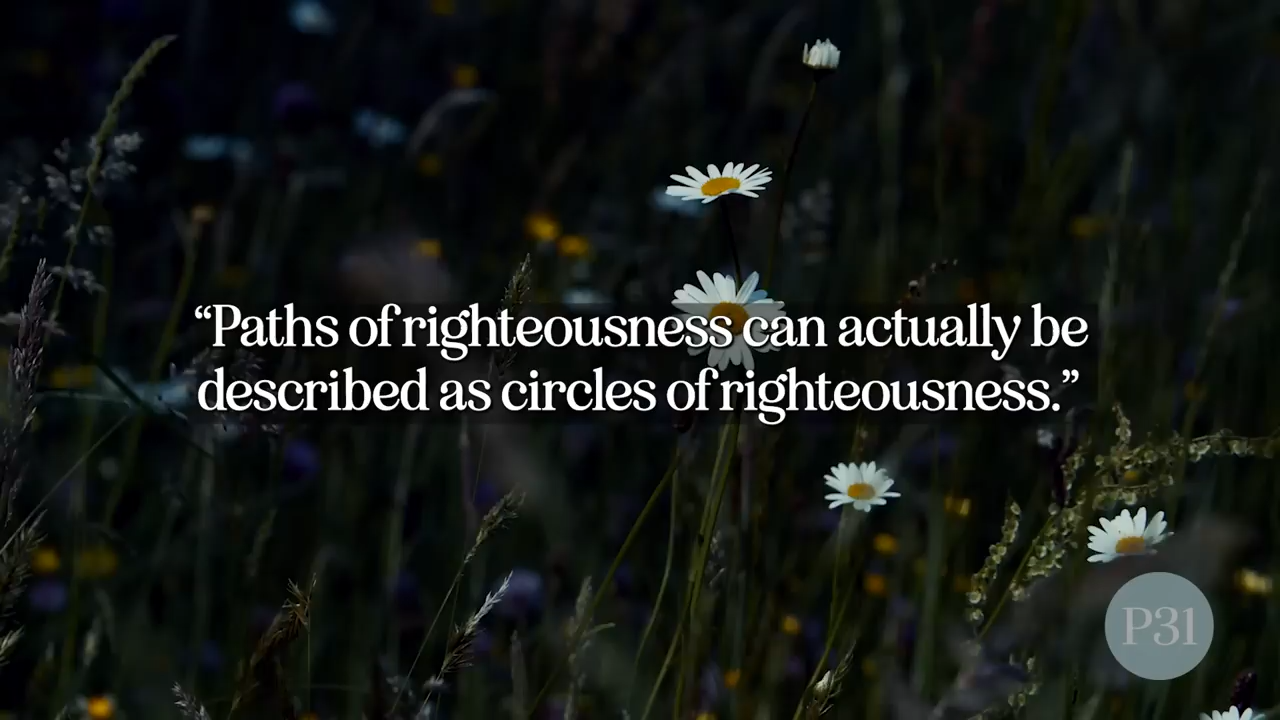 “Paths of righteousness can actually be
described as circles of righteousness.”
P31